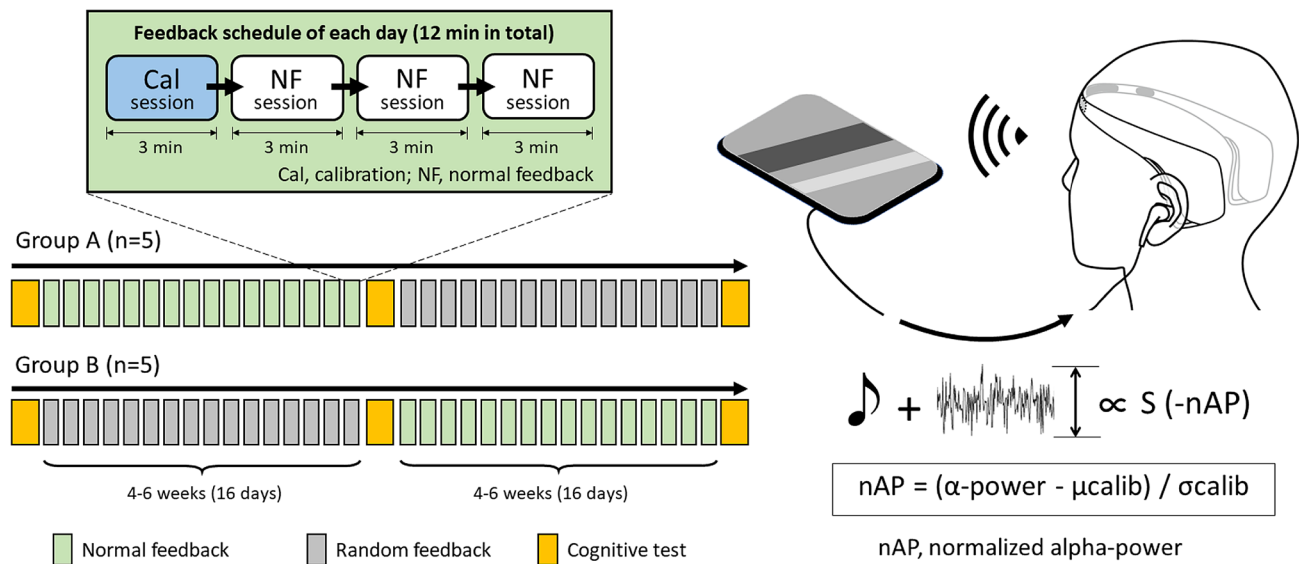 Feedback schedule of each day (12 min in total)
Cal
session
NF
session
NF
session
NF
session
3 min
3 min
3 min
3 min
Cal, calibration; NF, normal feedback
Group A (n=5)
Group B (n=5)
4-6 weeks (16 days)
4-6 weeks (16 days)
Normal feedback
Random feedback
Cognitive test
+
∝ S (-nAP)
nAP = (α-power - μcalib) / σcalib
nAP, normalized alpha-power